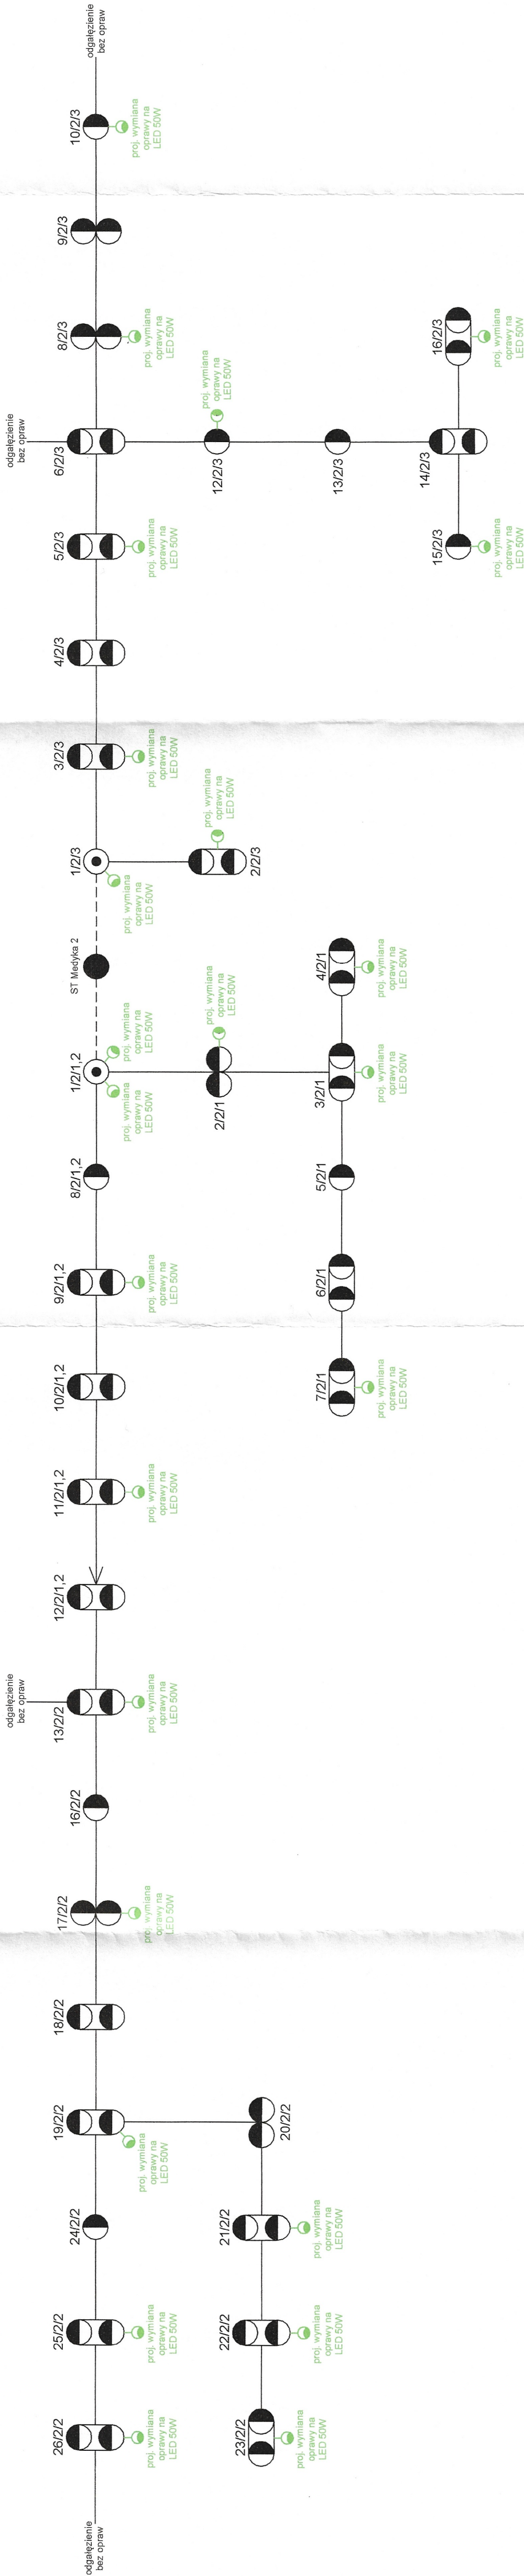 odgałęzienie
bez opraw
26/2/2
proj. wymiana
oprawy na
LED 50W
25/2/2
proj. wymiana
oprawy na
LED 50W
24/2/2
19/2/2
proj. wymiana
oprawy na
LED 50W
20/2/2
21/2/2
proj. wymiana
oprawy na
LED 50W
22/2/2
proj. wymiana
oprawy na
LED 50W
23/2/2
proj. wymiana
oprawy na
LED 50W
18/2/2
17/2/2
proj. wymiana
oprawy na
LED 50W
16/2/2
odgałęzienie
bez opraw
13/2/2
proj. wymiana
oprawy na
LED 50W
12/2/1,2
11/2/1,2
proj. wymiana
oprawy na
LED 50W
10/2/1,2
9/2/1,2
proj. wymiana
oprawy na
LED 50W
8/2/1,2
1/2/1,2
proj. wymiana
oprawy na
LED 50W
proj. wymiana
oprawy na
LED 50W
2/2/1
proj. wymiana
oprawy na
LED 50W
7/2/1
proj. wymiana
oprawy na
LED 50W
6/2/1
5/2/1
3/2/1
proj. wymiana
oprawy na
LED 50W
4/2/1
proj. wymiana
oprawy na
LED 50W
ST Medyka 2
1/2/3
proj. wymiana
oprawy na
LED 50W
2/2/3
proj. wymiana
oprawy na
LED 50W
3/2/3
proj. wymiana
oprawy na
LED 50W
4/2/3
5/2/3
proj. wymiana
oprawy na
LED 50W
odgałęzienie
bez opraw
6/2/3
12/2/3
proj. wymiana
oprawy na
LED 50W
13/2/3
14/2/3
15/2/3
proj. wymiana
oprawy na
LED 50W
16/2/3
proj. wymiana
oprawy na
LED 50W
8/2/3
proj. wymiana
oprawy na
LED 50W
9/2/3
10/2/3
proj. wymiana
oprawy na
LED 50W
odgałęzienie
bez opraw